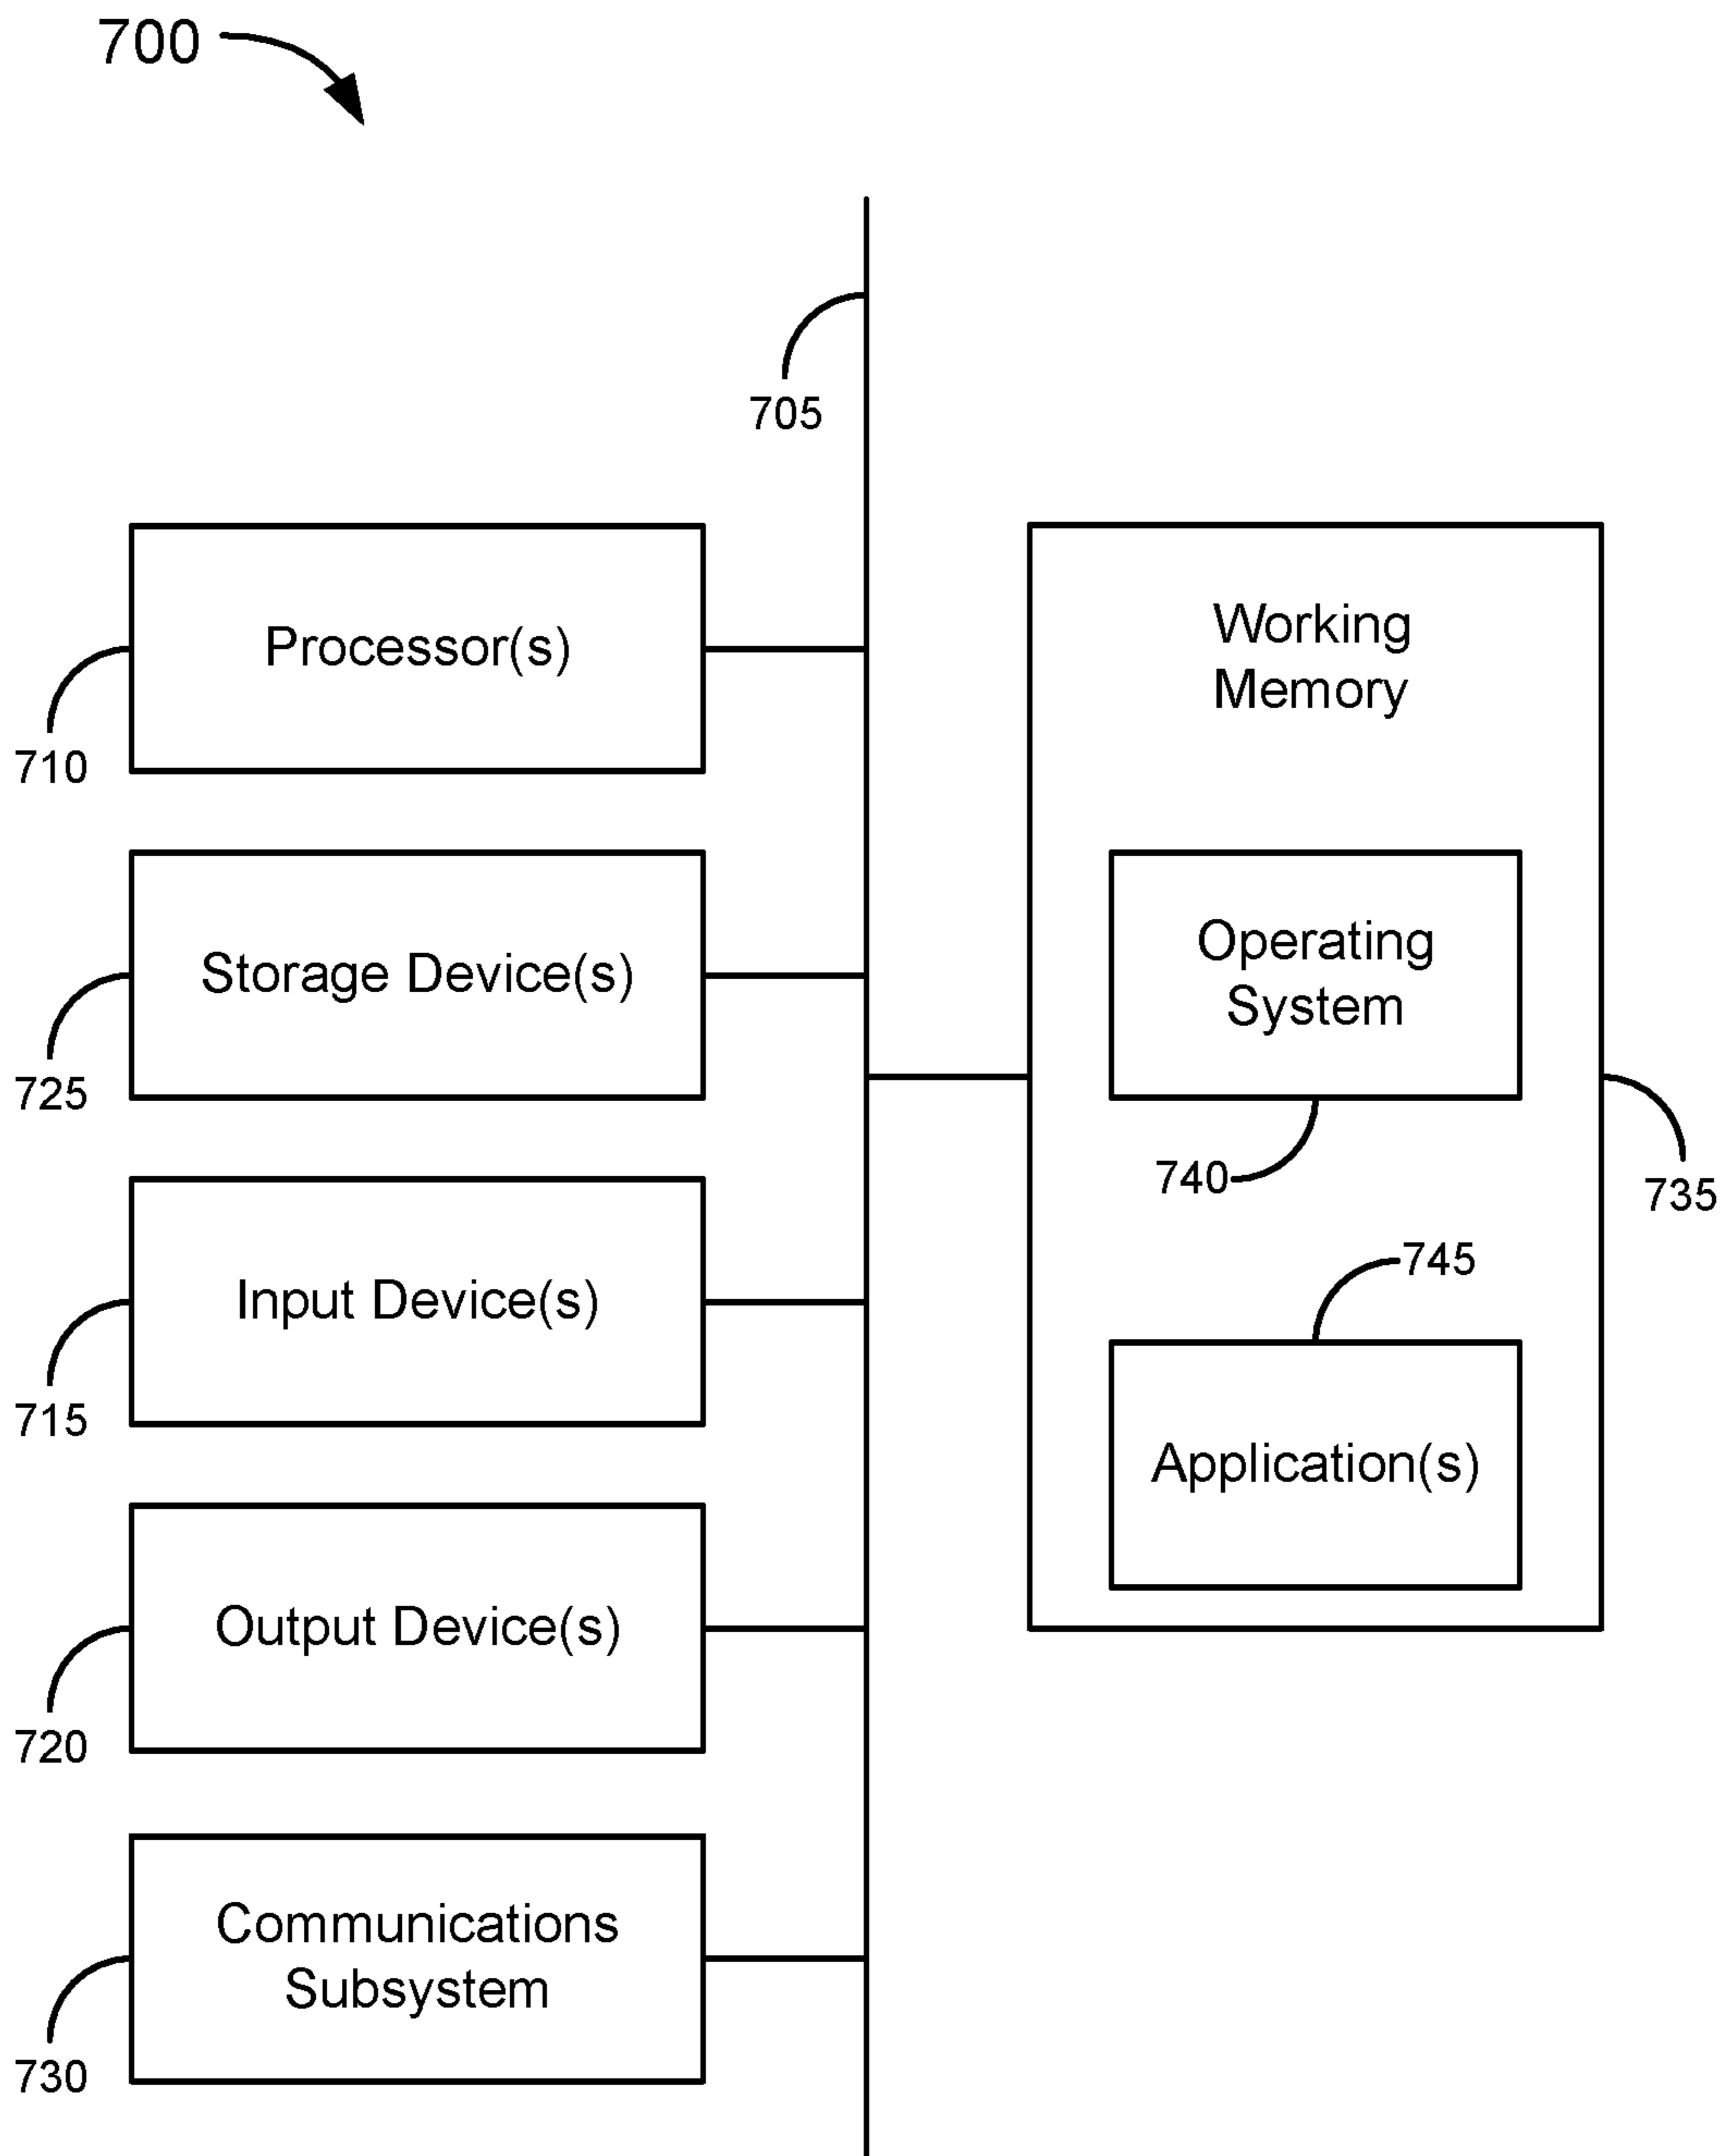 700
705
Processor(s)
710
Storage Device(s)
725
Input Device(s)
715
Output Device(s)
720
Communications
Subsystem
730
Working
Memory
Operating
System
740
735
745
Application(s)